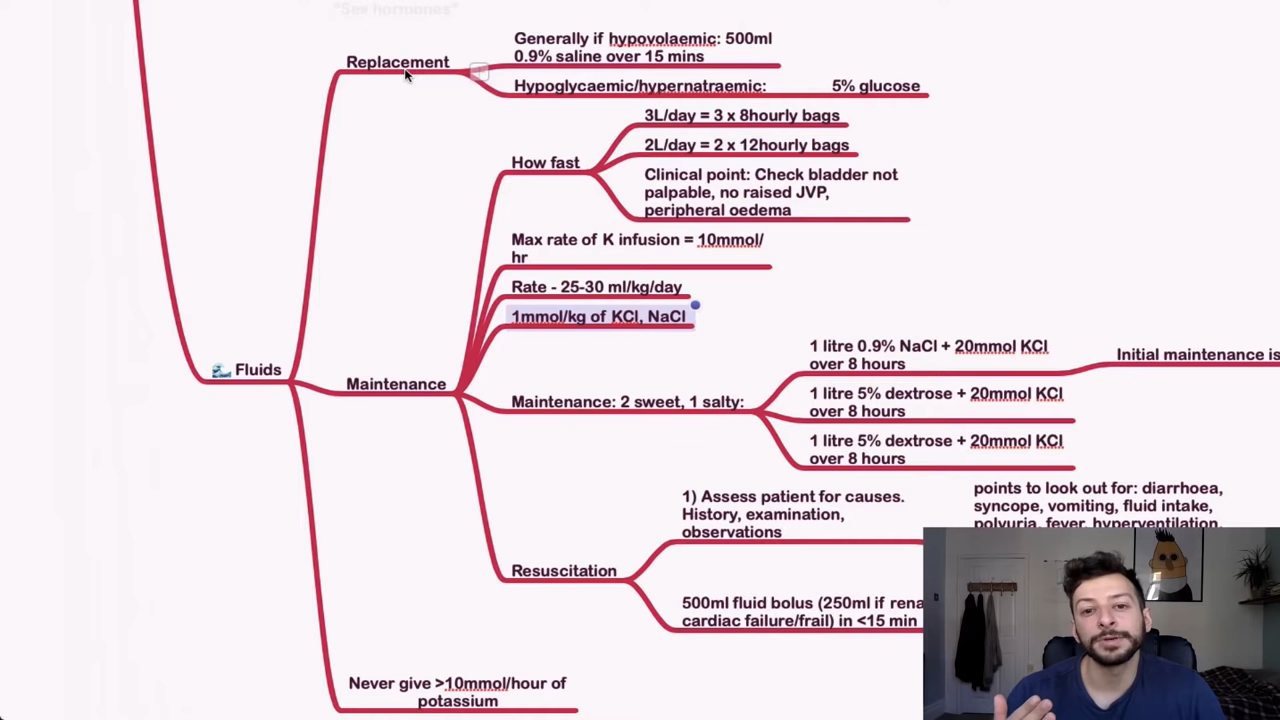 "Sex hormones"
Replacement
Generally if hypovolaemic: 500ml
0.9% saline over 15 mins
Hypoglycaemic/hypernatraemic: 5% glucose
How fast
3L/day = 3 x 8hourly bags
2L/day = 2 x 12hourly bags
Clinical point: Check bladder not
palpable, no raised JVP,
peripheral oedema
Max rate of K infusion = 10mmol/
hr
Rate - 25-30 ml/kg/day
1mmol/kg of KCl, NaCl
Fluids
Maintenance
Maintenance: 2 sweet, 1 salty:
1 litre 0.9% NaCl + 20mmol KCl
over 8 hours
Initial maintenance is
1 litre 5% dextrose + 20mmol KCl
over 8 hours
1 litre 5% dextrose + 20mmol KCl
over 8 hours
Resuscitation
1) Assess patient for causes.
History, examination,
observations
points to look out for: diarrhoea,
syncope, vomiting, fluid intake,
polyuria, fever, hyperventilation,
500ml fluid bolus (250ml if rena
cardiac failure/frail) in <15 min
Never give >10mmol/hour of
potassium